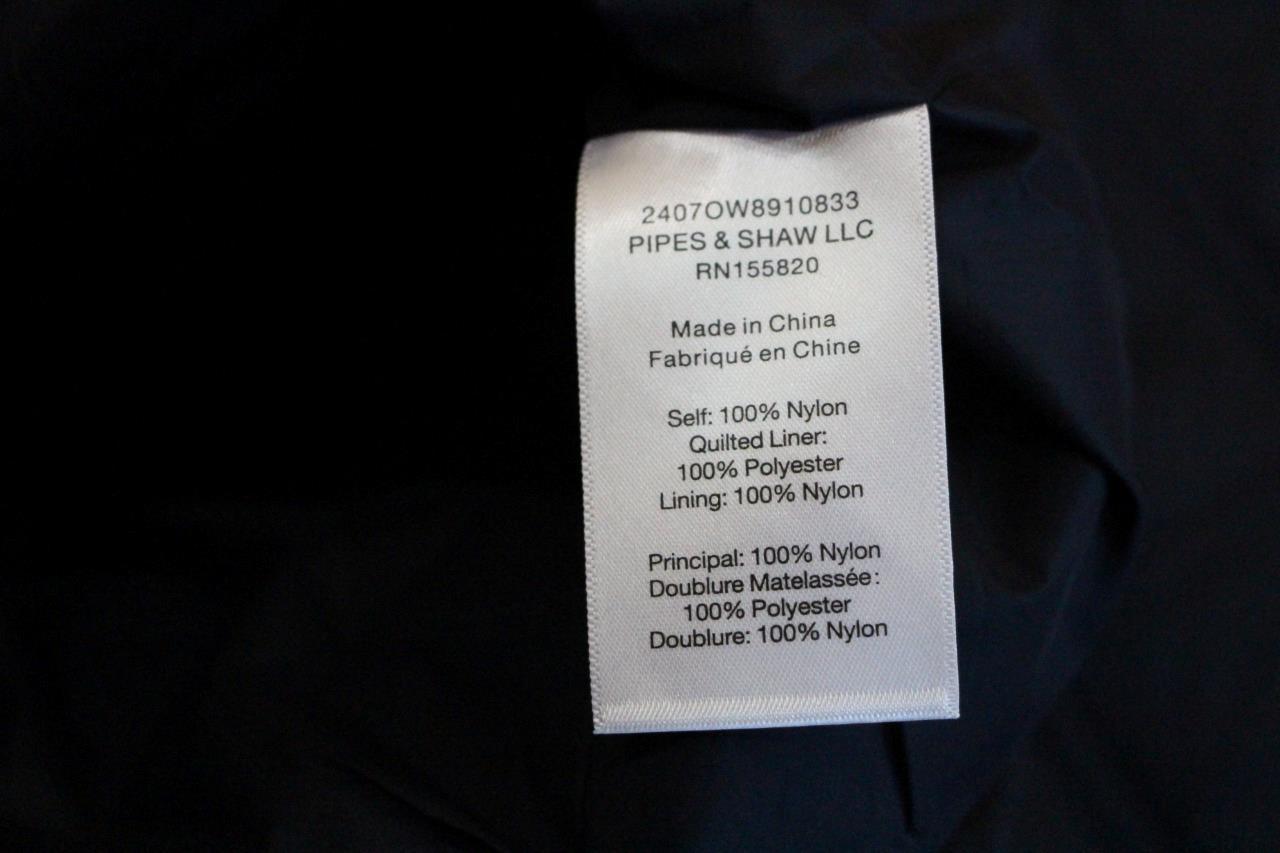 2407OW8910833
PIPES & SHAW LLC
RN155820
Made in China
Fabriqué en Chine
Self: 100% Nylon
Quilted Liner:
100% Polyester
Lining: 100% Nylon
Principal: 100% Nylon
Doublure Matelassée:
100% Polyester
Doublure: 100% Nylon